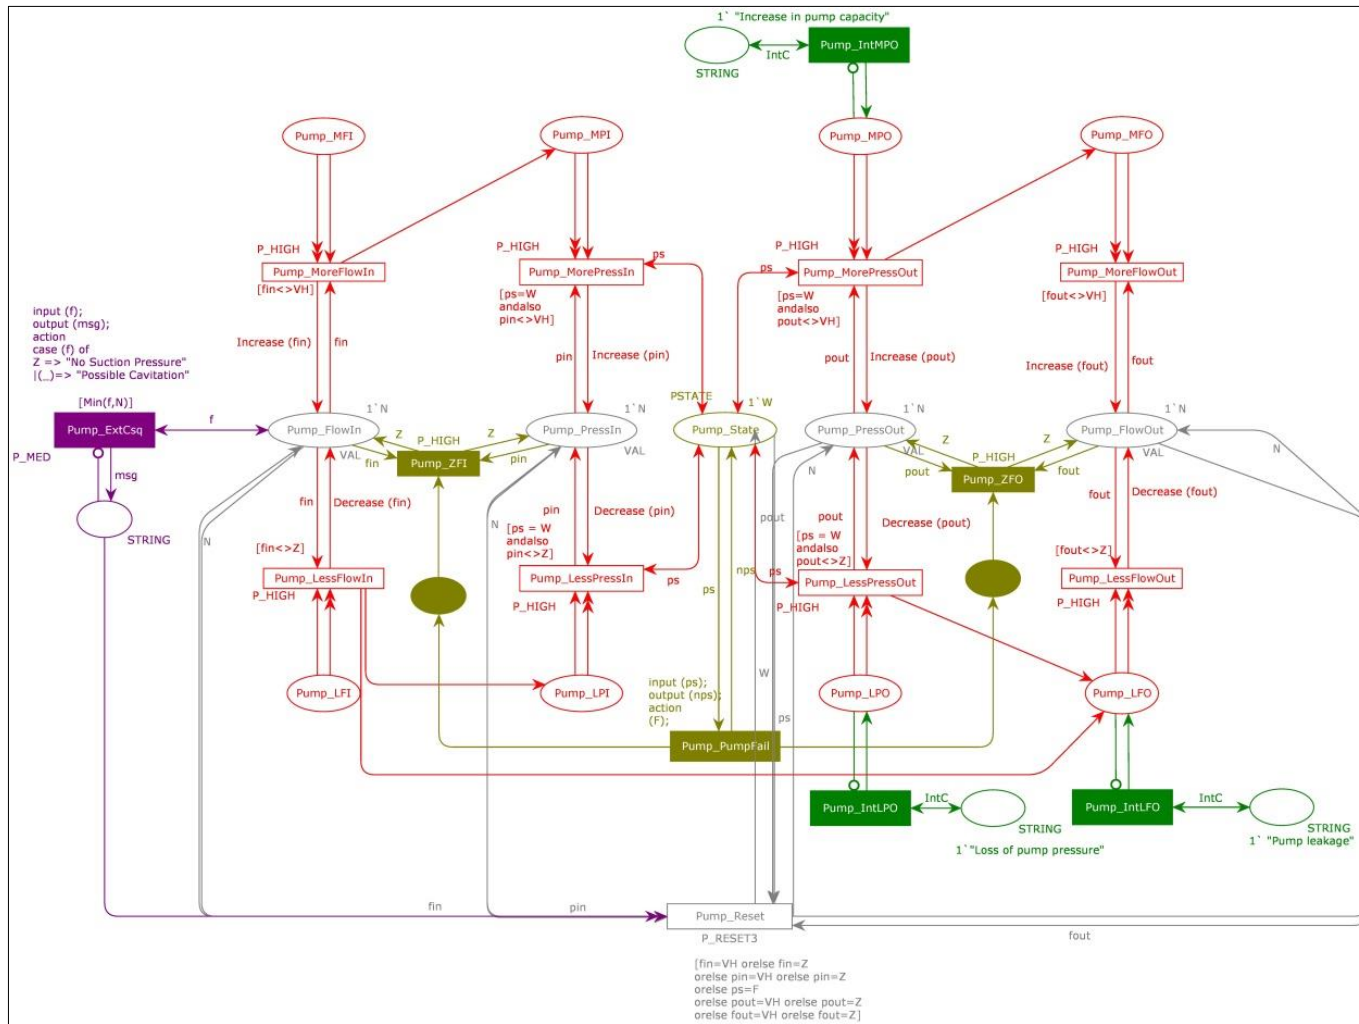 1` "Increase in pump capacity"
Pump_IntMPO
IntC
STRING
Pump_MFI
Pump_MPI
Pump_MPO
Pump_MFO
P_HIGH
P_HIGH
P_HIGH
P_HIGH
Pump_MoreFlowIn
Pump_MorePressIn
ps
ps
Pump_MorePressOut
Pump_MoreFlowOut
[fin<>VH]
[ps=W
andalso
pin<>VH]
[ps=W
andalso
pout<>VH]
[fout<>VH]
input (f);
output (msg);
action
case (f) of
Z => "No Suction Pressure"
|(_)=> "Possible Cavitation"
Increase (fin)
fin
pin
Increase (pin)
pout
Increase (pout)
Increase (fout)
fout
[Min(f,N)]
PSTATE
1`N
1`N
1`W
1`N
1`N
Pump_ExtCsq
f
Pump_FlowIn
Z
P_HIGH
Z
Pump_PressIn
Pump_State
Pump_PressOut
Z
P_HIGH
Z
Pump_FlowOut
N
P_MED
VAL
fin
Pump_ZFI
pin
VAL
VAL
N
pout
Pump_ZFO
fout
VAL
msg
fin
Decrease (fin)
pin
Decrease (pin)
pout
pout
Decrease (pout)
fout
Decrease (fout)
STRING
N
N
[fin<>Z]
[ps = W
andalso
pin<>Z]
[ps = W
andalso
pout<>Z]
[fout<>Z]
Pump_LessFlowIn
Pump_LessPressIn
ps
ps
nps
ps
Pump_LessPressOut
Pump_LessFlowOut
P_HIGH
P_HIGH
P_HIGH
P_HIGH
W
Pump_LFI
Pump_LPI
Pump_LPO
Pump_LFO
input (ps);
output (nps);
action
(F);
ps
Pump_PumpFail
Pump_IntLPO
IntC
STRING
1`"Loss of pump pressure"
Pump_IntLFO
IntC
STRING
1` "Pump leakage"
fin
pin
Pump_Reset
P_RESET3
fout
[fin=VH orelse fin=Z
orelse pin=VH orelse pin=Z
orelse ps=F
orelse pout=VH orelse pout=Z
orelse fout=VH orelse fout=Z]